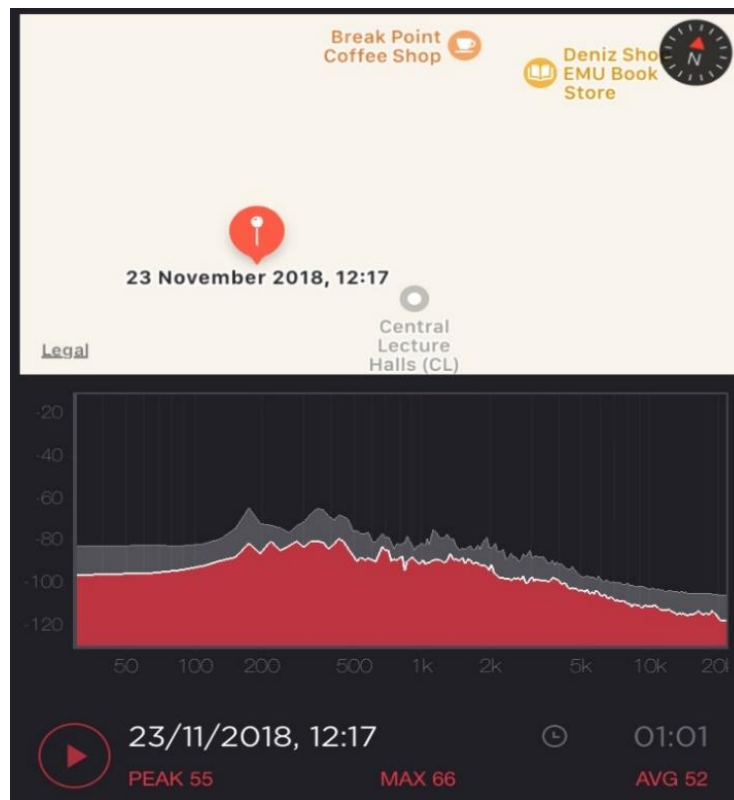 Break Point
Coffee Shop
Deniz Sho
EMU Book
Store
N
23 November 2018, 12:17
Central
Lecture
Halls (CL)
Legal
-20
-40
-60
-80
-100
-120
50 100 200 500 1k 2k 5k 10k 20k
23/11/2018, 12:17 01:01
PEAK 55 MAX 66 AVG 52